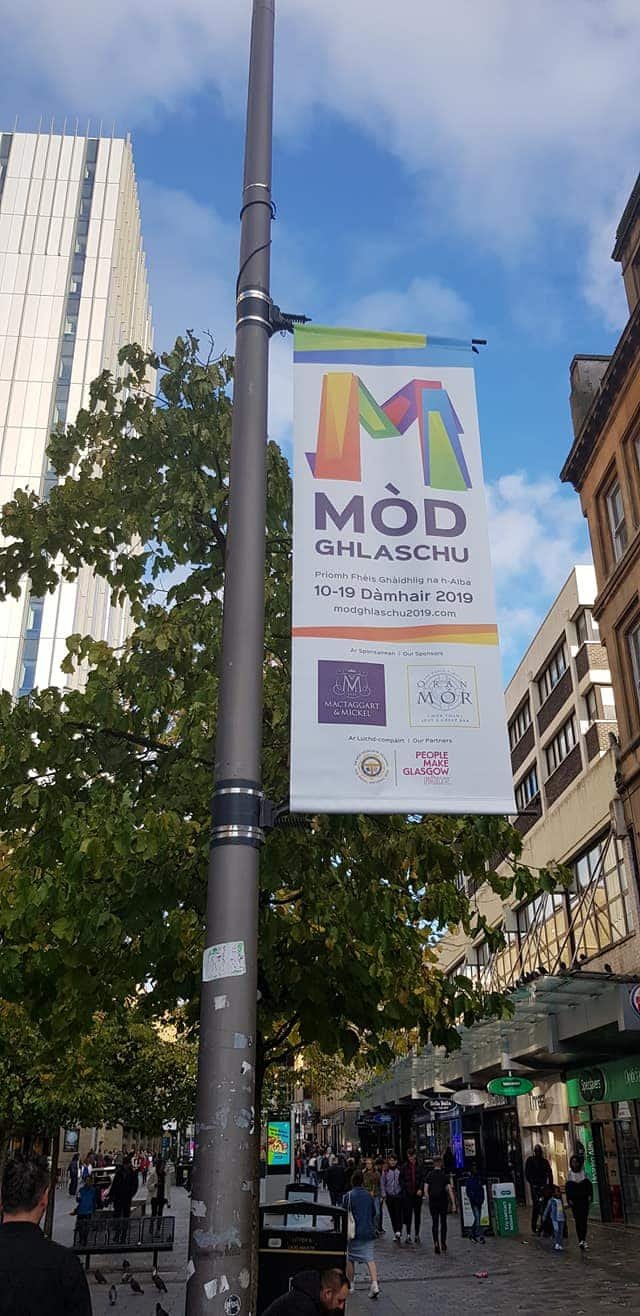 MÒD
GHLASCHU
Prìomh Fhèis Ghàidhlig na h-Alba
10-19 Dàmhair 2019
modghlaschu2019.com
Ar Sponsairean | Our Sponsors
M
MACTAGGART
& MICKEL
ÒRAN
MÓR
Ar Luchd-compàirt | Our Partners
PEOPLE
MAKE
GLASGOW
Specsavers